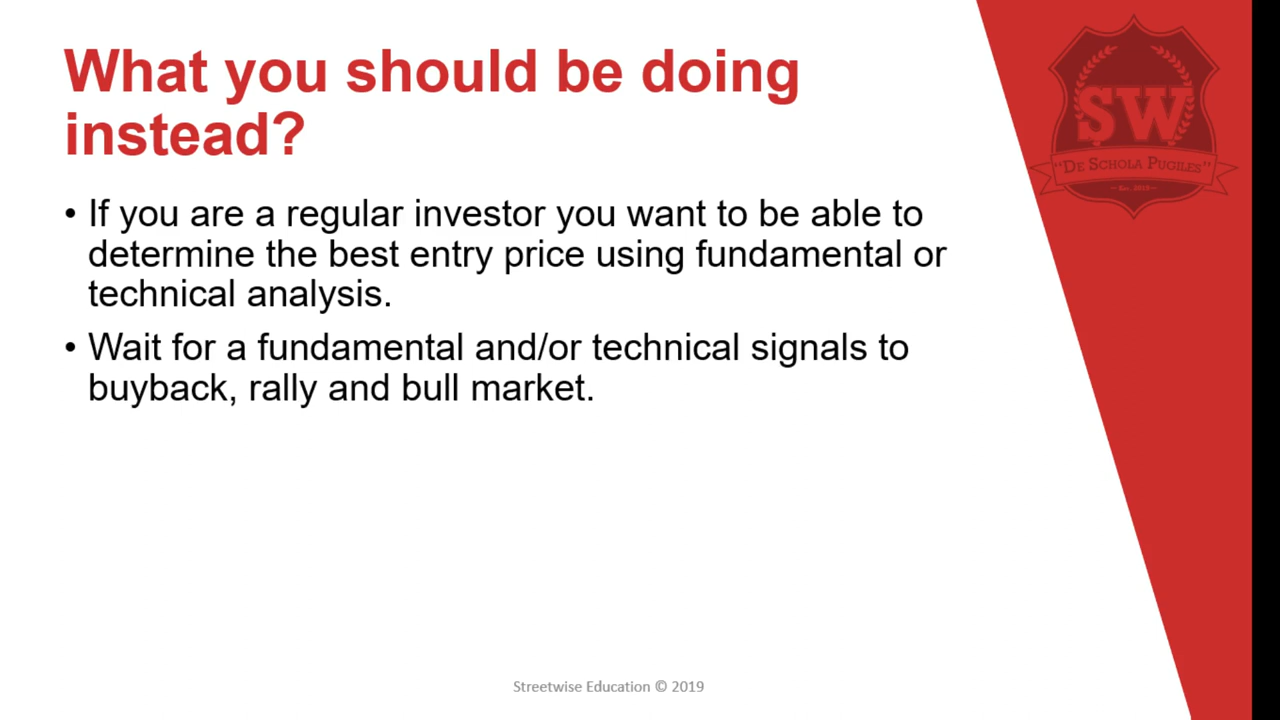 What you should be doing
instead?
• If you are a regular investor you want to be able to
determine the best entry price using fundamental or
technical analysis.
• Wait for a fundamental and/or technical signals to
buyback, rally and bull market.
SW
"DE SCHOLA PUGILES"
Streetwise Education © 2019